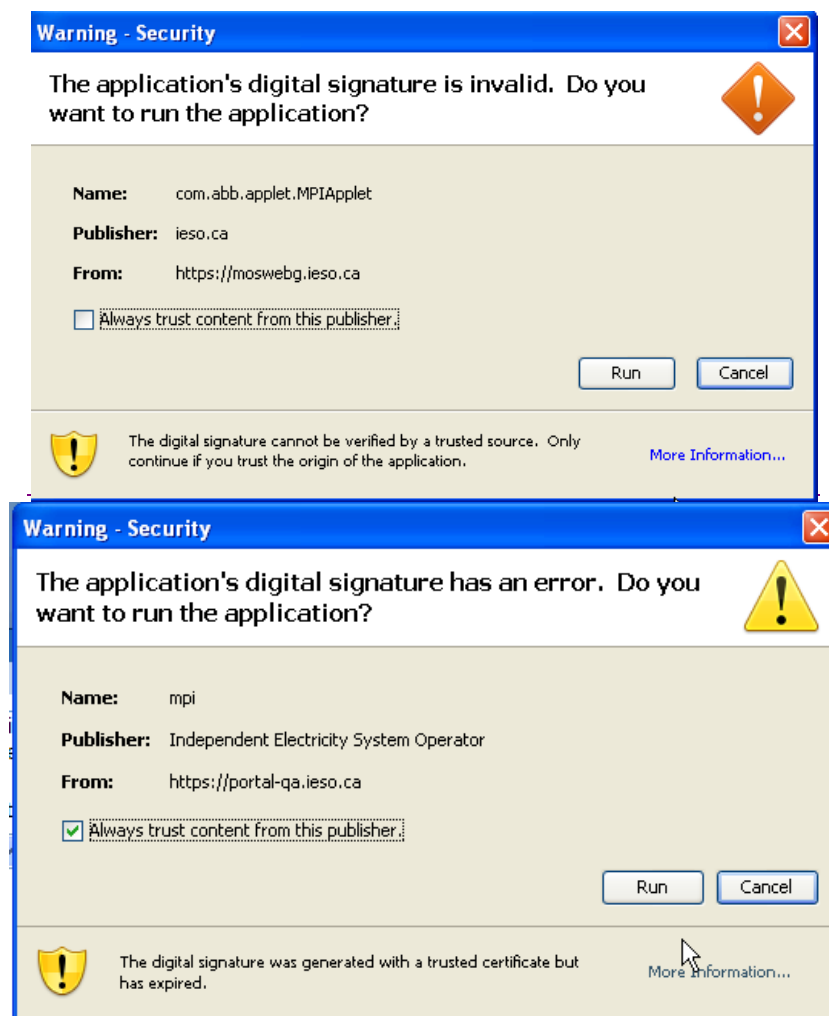 Warning - Security
The application's digital signature is invalid. Do you
want to run the application?
Name: com.abb.applet.MPIApplet
Publisher: ieso.ca
From: https://moswebg.ieso.ca
Always trust content from this publisher.
Run Cancel
The digital signature cannot be verified by a trusted source. Only
continue if you trust the origin of the application.
More Information...
Warning - Security
The application's digital signature has an error. Do you
want to run the application?
Name: mpi
Publisher: Independent Electricity System Operator
From: https://portal-qa.ieso.ca
Always trust content from this publisher.
Run Cancel
The digital signature was generated with a trusted certificate but
has expired.
More Information...